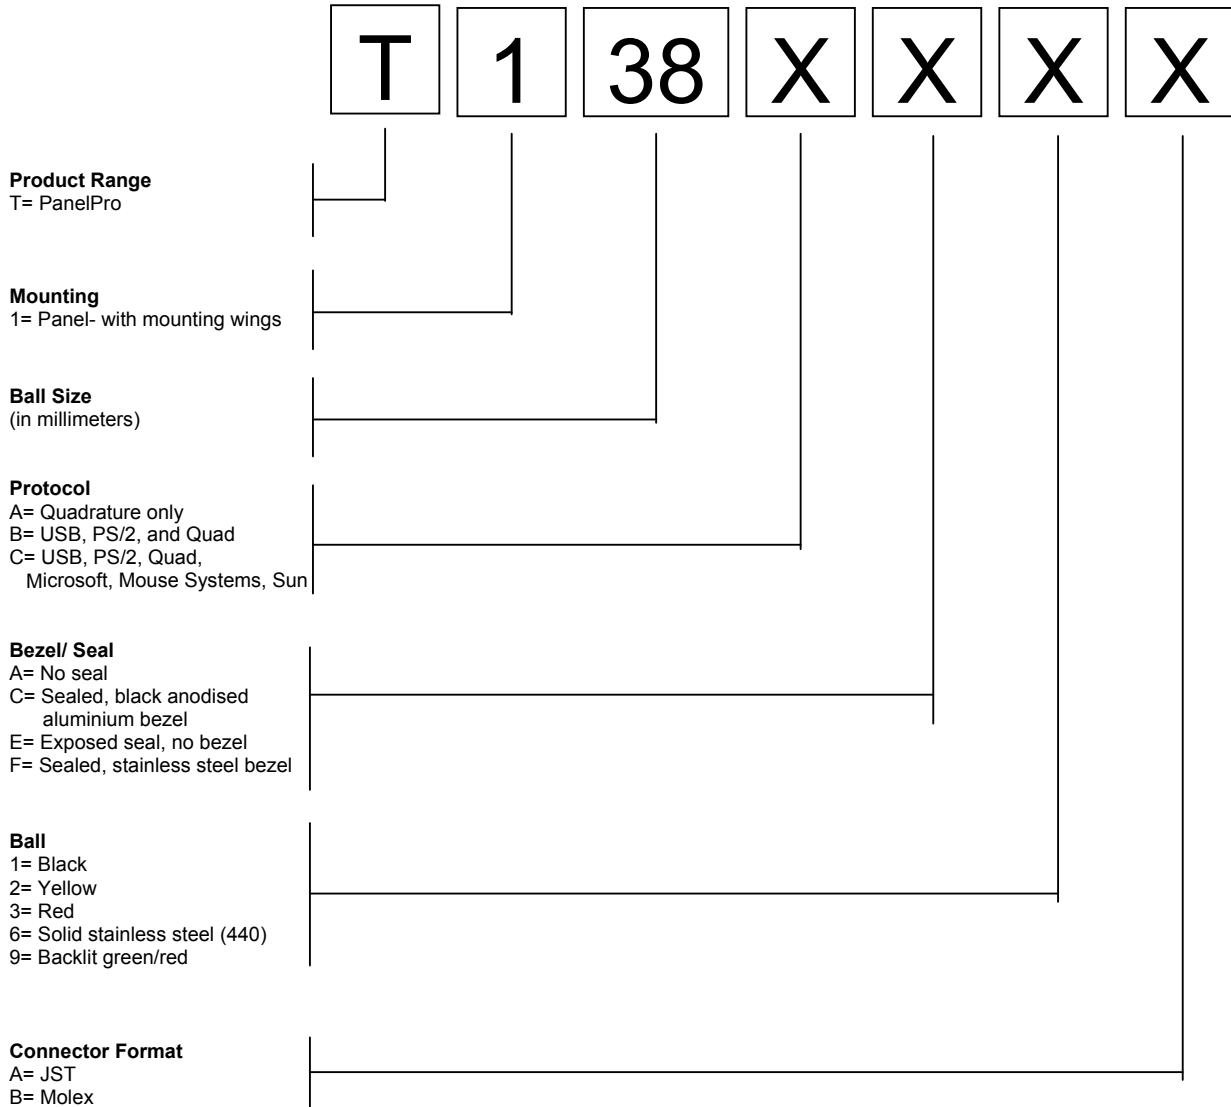 T 1 38 X X X X
Product Range
T= PanelPro
Mounting
1= Panel- with mounting wings
Ball Size
(in millimeters)
Protocol
A= Quadrature only
B= USB, PS/2, and Quad
C= USB, PS/2, Quad,
Microsoft, Mouse Systems, Sun
Bezel/ Seal
A= No seal
C= Sealed, black anodised
aluminium bezel
E= Exposed seal, no bezel
F= Sealed, stainless steel bezel
Ball
1= Black
2= Yellow
3= Red
6= Solid stainless steel (440)
9= Backlit green/red
Connector Format
A= JST
B= Molex